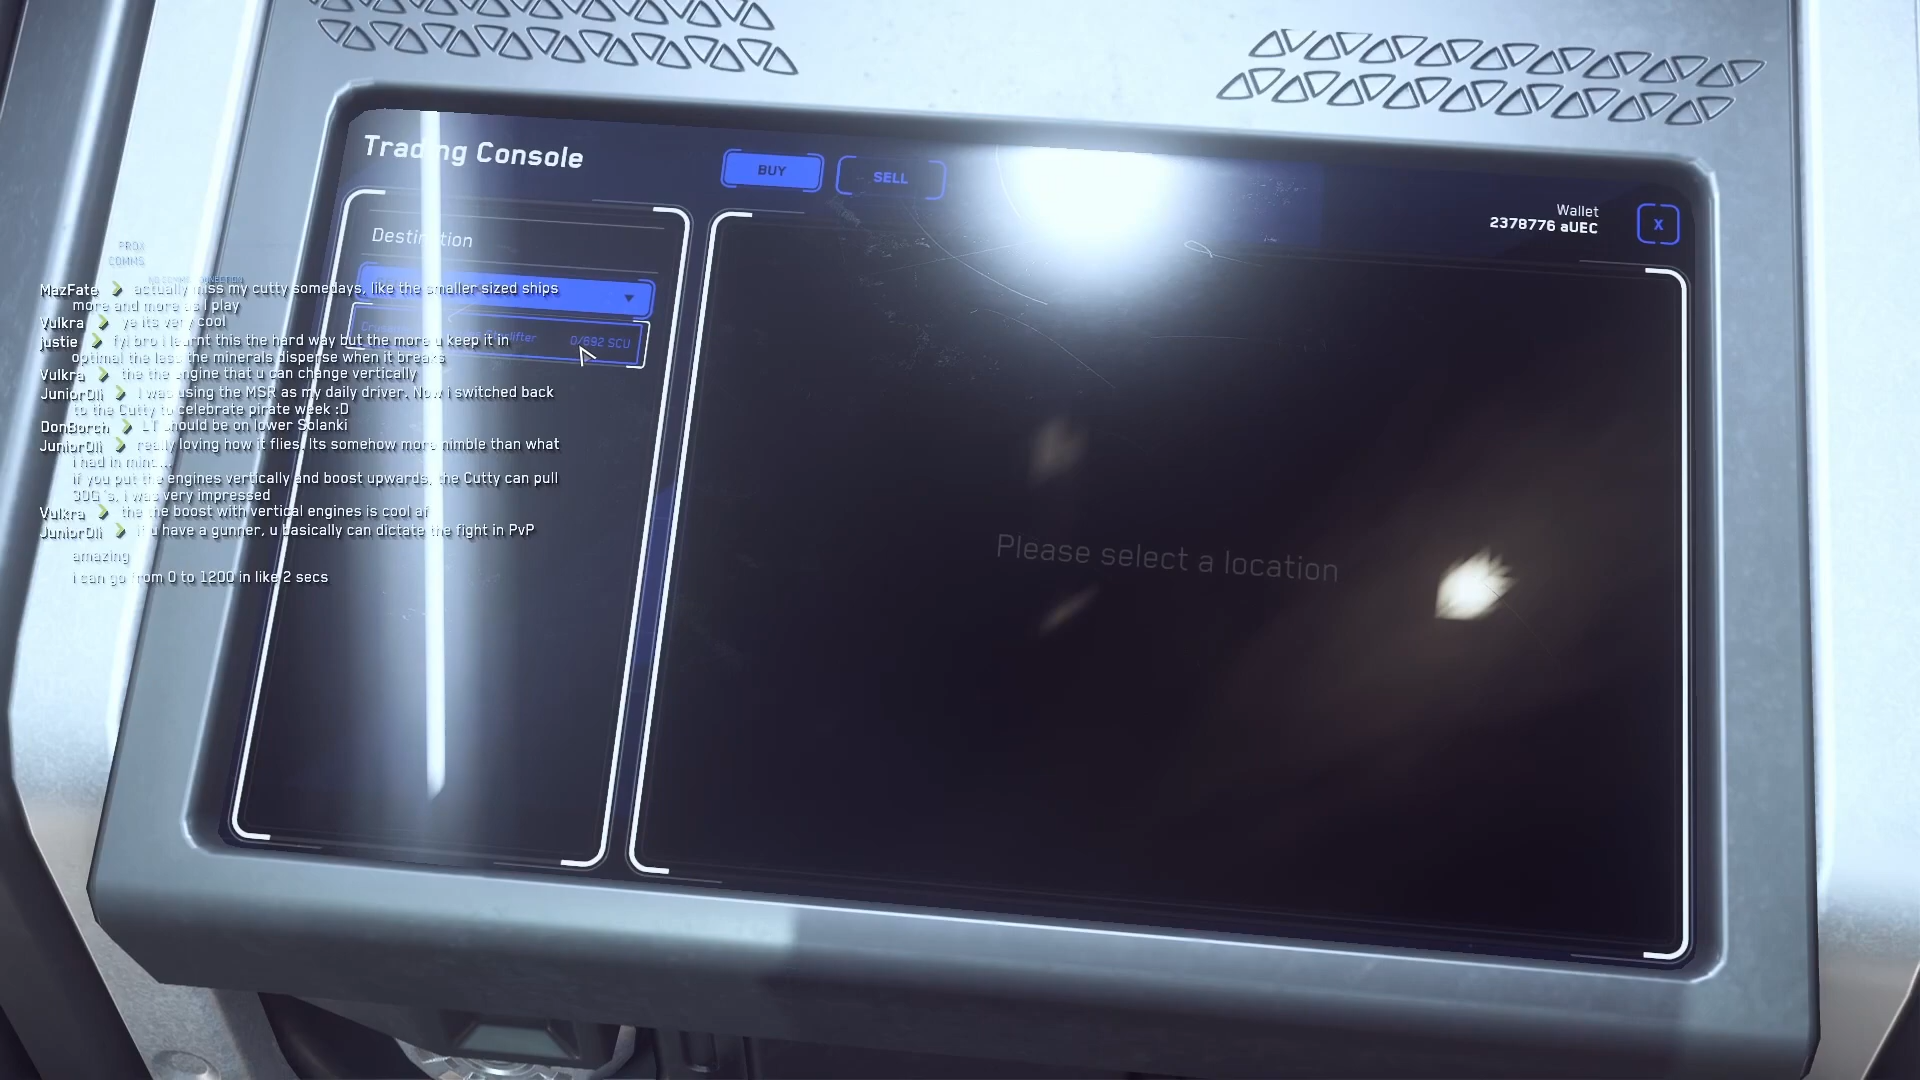 Trading Console
BUY
SELL
Wallet
2378776 aUEC
X
Destination
PROX
COMMS
MazFate actually miss my cutty somedays, like the smaller sized ships
more and more as I play
Vulkra ye its very cool
0/692 SCU
justie fyi bro i learnt this the hard way but the more u keep it in
optimal the less the minerals dispense when it breaks
Vulkra the the engine that u can change vertically
JuniorOli I was using the MSR as my daily driver. Now i switched back
to the Cutty to celebrate pirate week :D
DonBorch LT should be on lower Solanki
JuniorOli really loving how it flies. Its somehow more nimble than what
i had in mind...
if you put the engines vertically and boost upwards, the Cutty can pull
30G´s. I was very impressed
Vulkra the the boost with vertical engines is cool af
JuniorOli if u have a gunner, u basically can dictate the fight in PvP
amazing
i can go from 0 to 1200 in like 2 secs
Please select a location